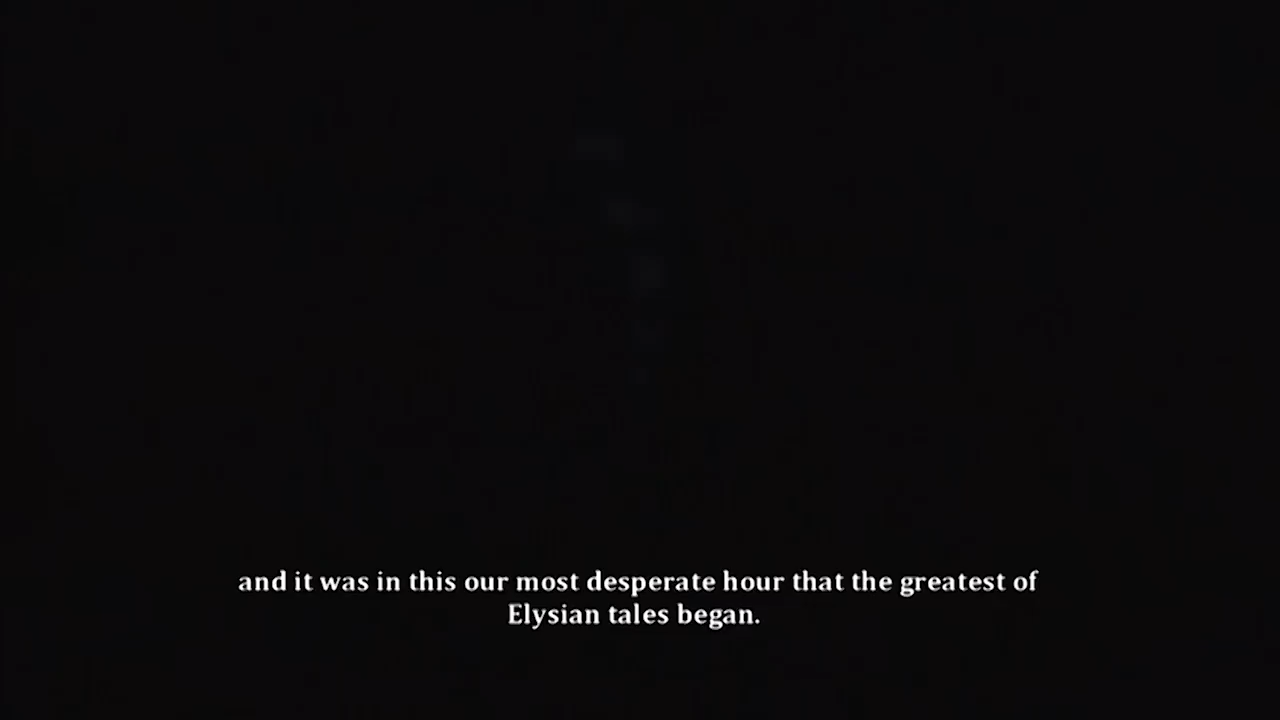 and it was in this our most desperate hour that the greatest of
Elysian tales began.